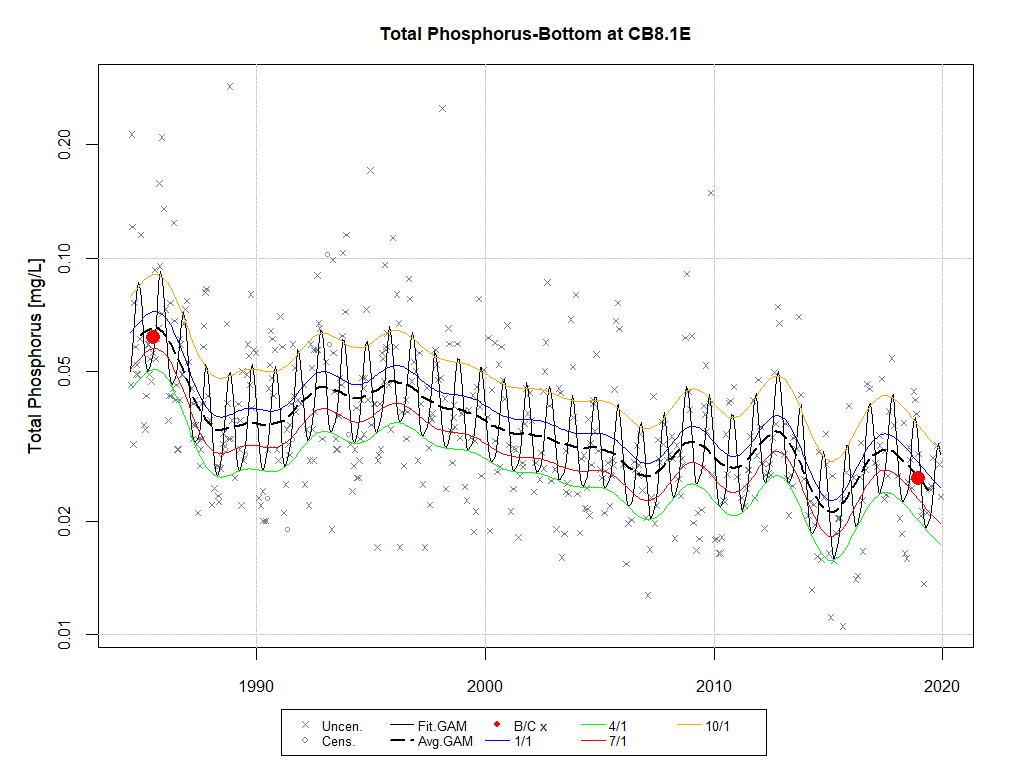 Total Phosphorus-Bottom at CB8.1E
Total Phosphorus [mg/L]
0.20
0.10
0.05
0.02
0.01
1990 2000 2010 2020
Uncen. Fit.GAM B/C x 4/1 10/1
Cens. Avg.GAM 1/1 7/1